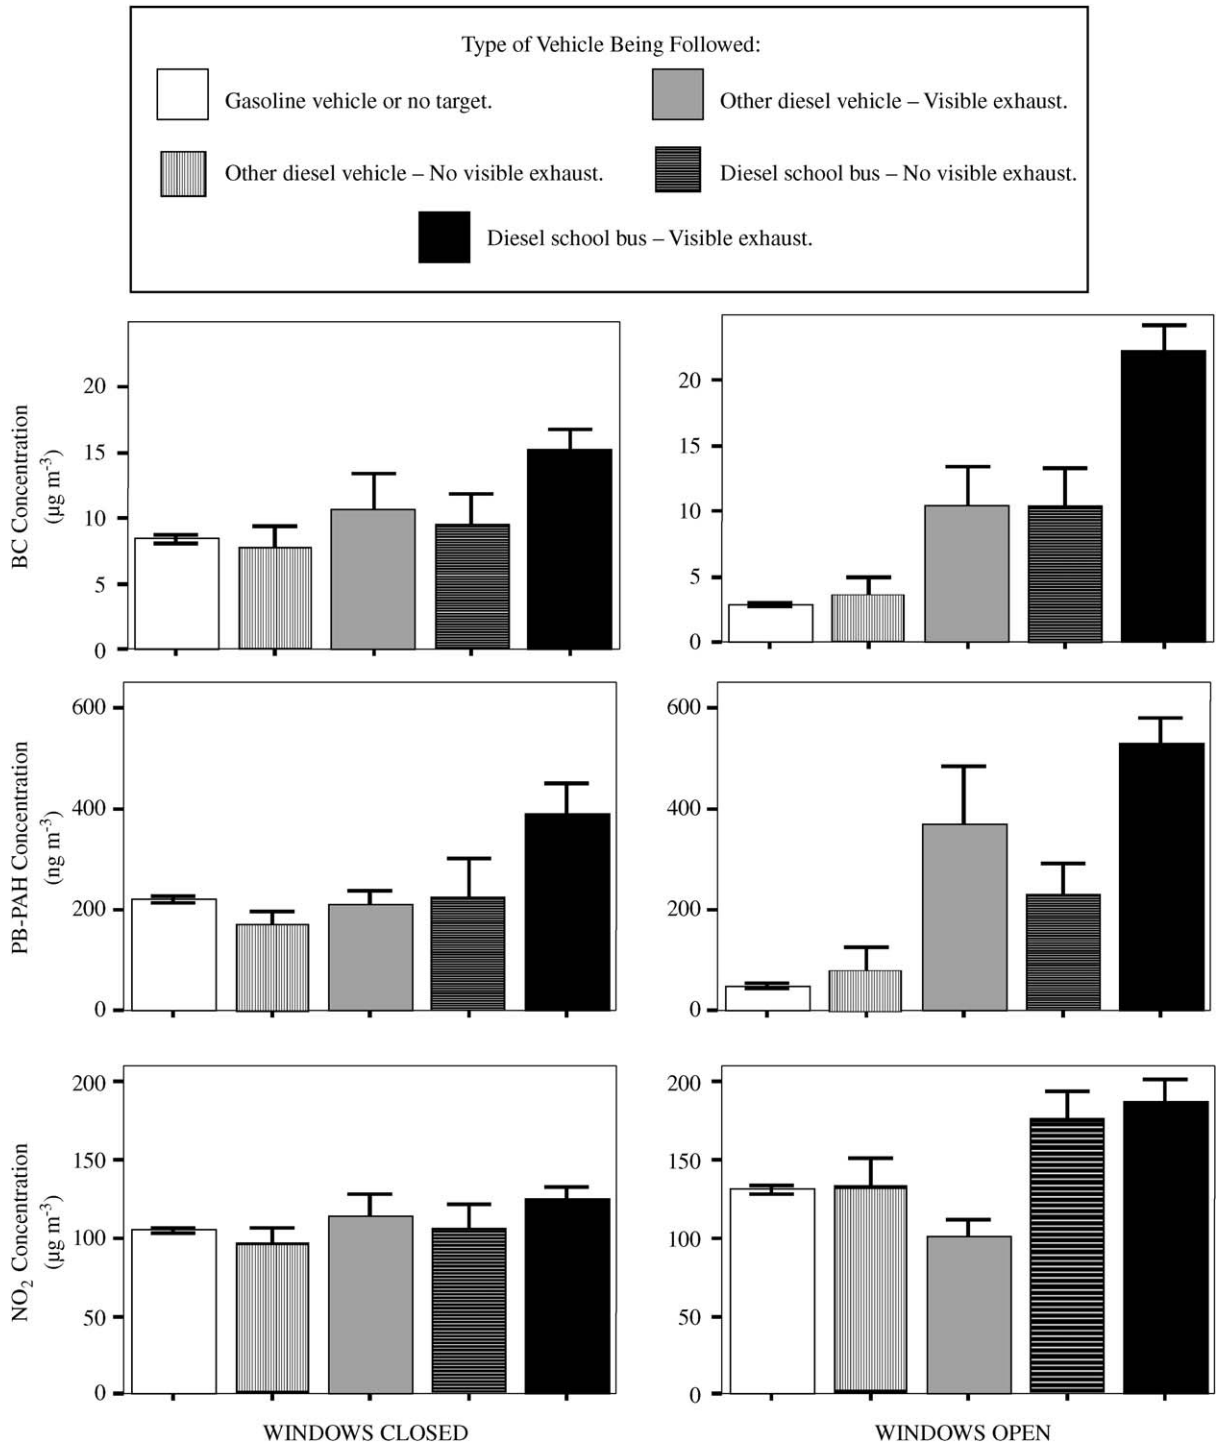 Type of Vehicle Being Followed:
Gasoline vehicle or no target.
Other diesel vehicle – Visible exhaust.
Other diesel vehicle – No visible exhaust.
Diesel school bus – No visible exhaust.
Diesel school bus – Visible exhaust.
BC Concentration
(µg m-3)
20
15
10
5
0
20
15
10
5
0
PB-PAH Concentration
(ng m-3)
600
400
200
0
600
400
200
0
NO2 Concentration
(µg m-3)
200
150
100
50
0
200
150
100
50
0
WINDOWS CLOSED
WINDOWS OPEN